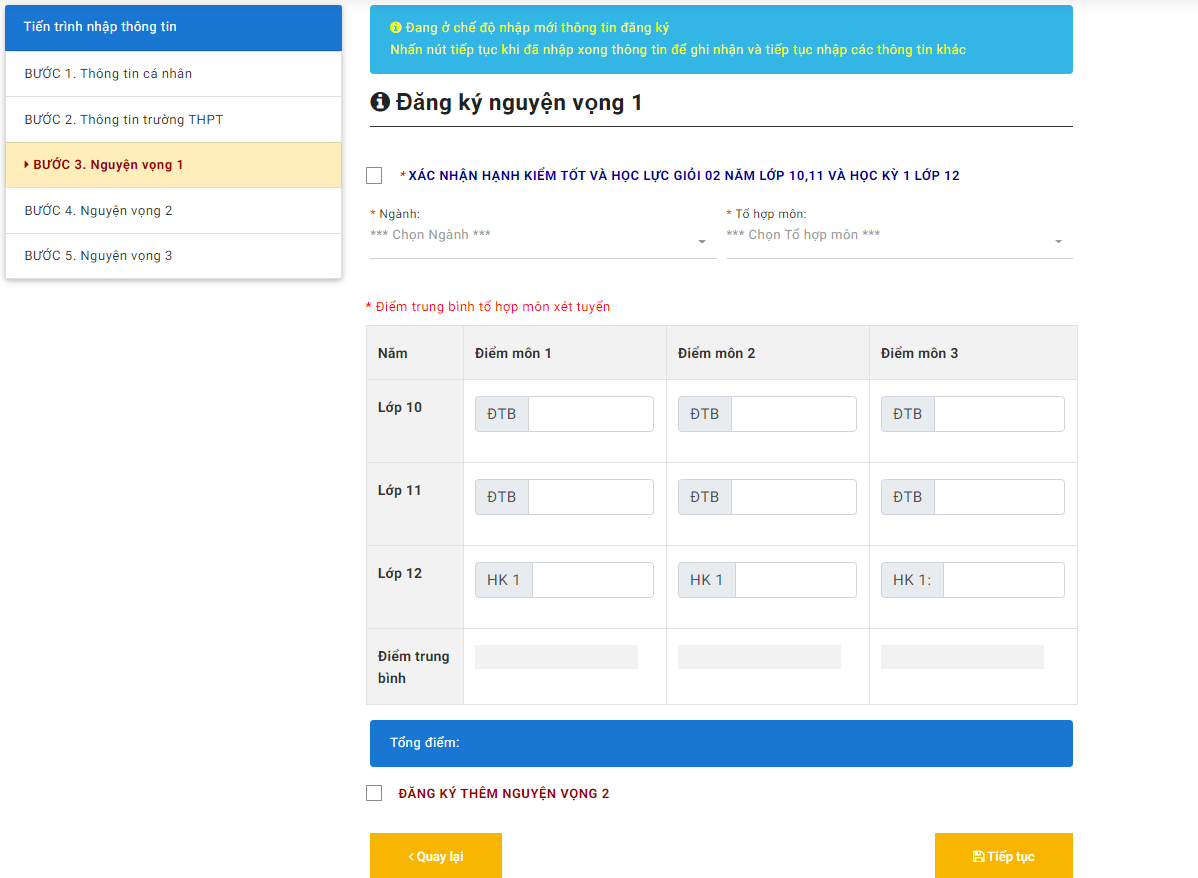 Tiến trình nhập thông tin
BƯỚC 1. Thông tin cá nhân
BƯỚC 2. Thông tin trường THPT
BƯỚC 3. Nguyện vọng 1
BƯỚC 4. Nguyện vọng 2
BƯỚC 5. Nguyện vọng 3
Đang ở chế độ nhập mới thông tin đăng ký
Nhấn nút tiếp tục khi đã nhập xong thông tin để ghi nhận và tiếp tục nhập các thông tin khác
Đăng ký nguyện vọng 1
* XÁC NHẬN HẠNH KIỂM TỐT VÀ HỌC LỰC GIỎI 02 NĂM LỚP 10,11 VÀ HỌC KỲ 1 LỚP 12
* Ngành:
*** Chọn Ngành ***
* Tổ hợp môn:
*** Chọn Tổ hợp môn ***
* Điểm trung bình tổ hợp môn xét tuyển
Năm Điểm môn 1 Điểm môn 2 Điểm môn 3
Lớp 10 ĐTB ĐTB ĐTB
Lớp 11 ĐTB ĐTB ĐTB
Lớp 12 HK 1 HK 1 HK 1:
Điểm trung
bình
Tổng điểm:
ĐĂNG KÝ THÊM NGUYỆN VỌNG 2
Quay lại
Tiếp tục